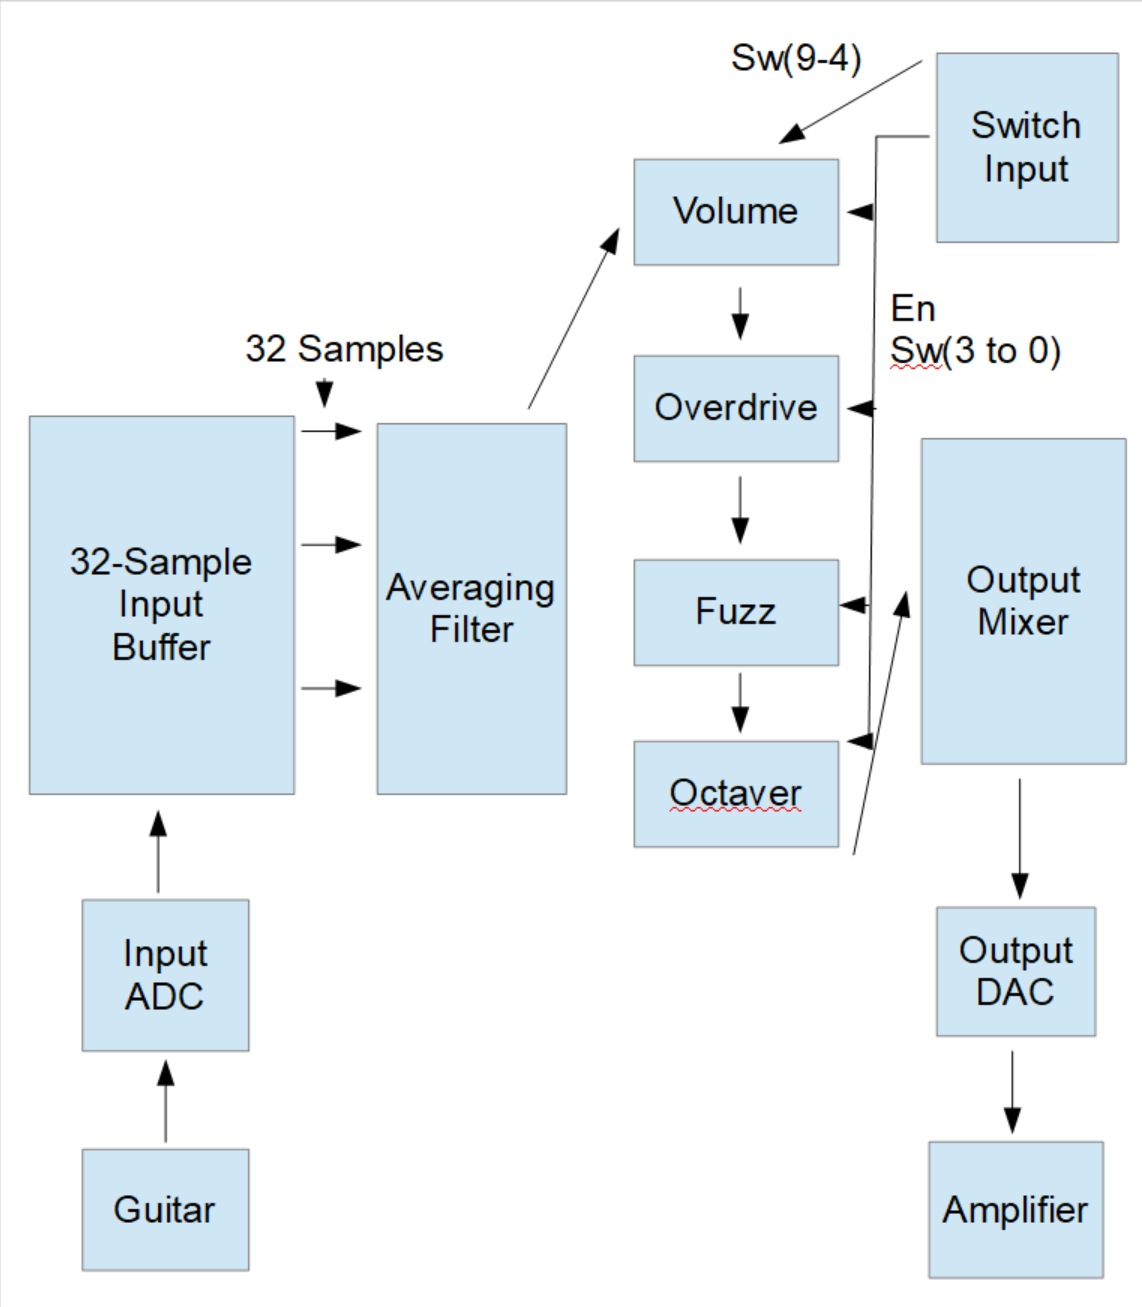 Sw(9-4)
Switch
Input
Volume
En
Sw(3 to 0)
32 Samples
Overdrive
32-Sample
Input
Buffer
Averaging
Filter
Fuzz
Output
Mixer
Octaver
Input
ADC
Output
DAC
Guitar
Amplifier